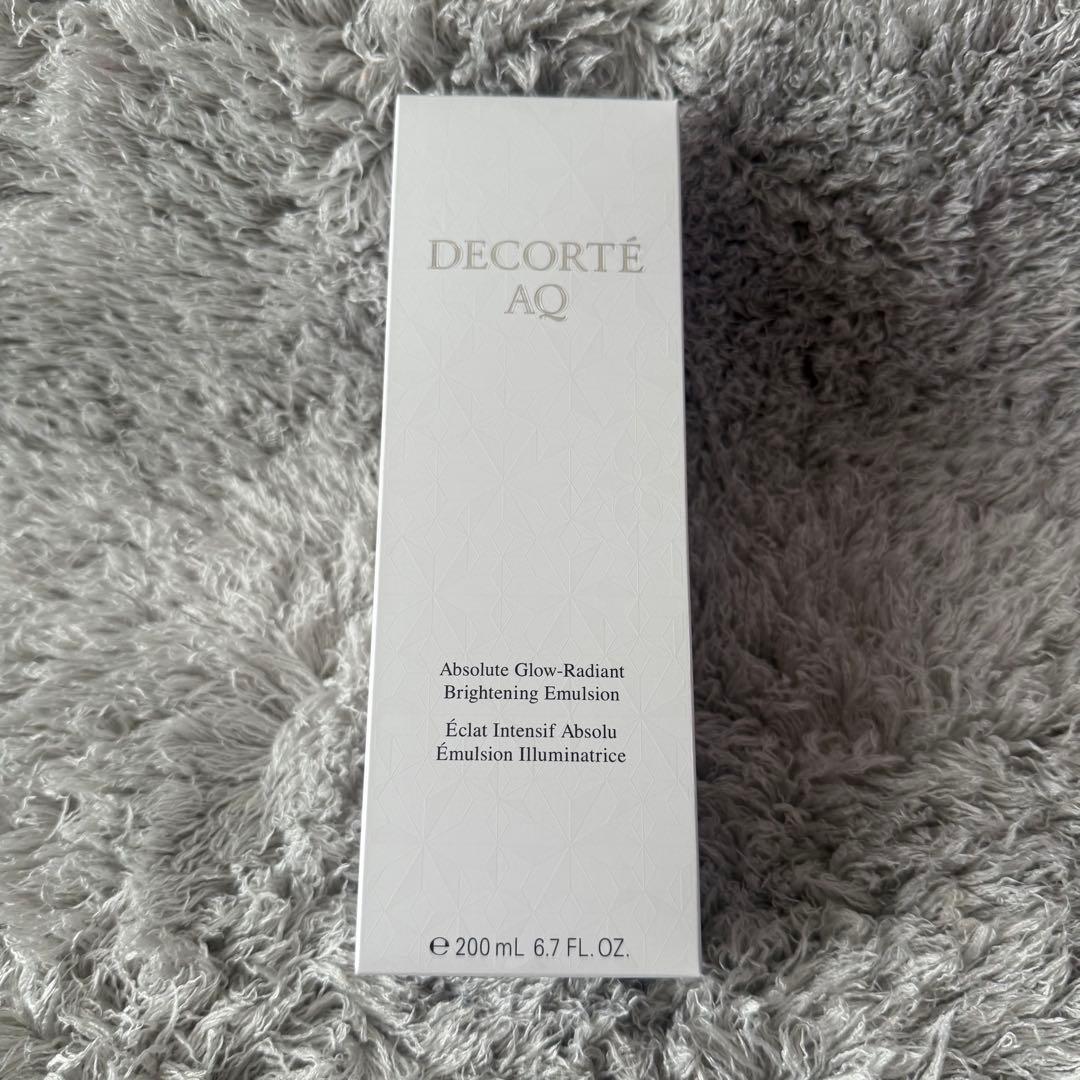 DECORTÉ
AQ
Absolute Glow-Radiant
Brightening Emulsion
Éclat Intensif Absolu
Émulsion Illuminatrice
℮ 200 mL 6.7 FL. OZ.